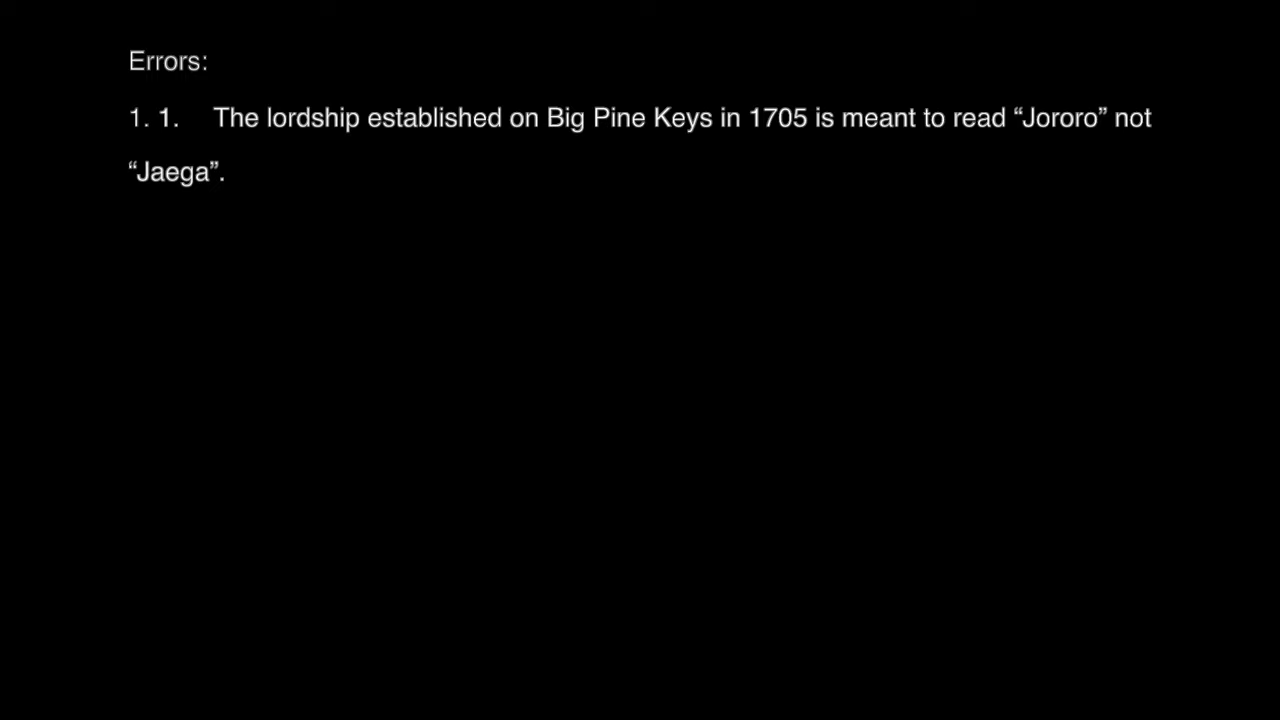 Errors:
1. 1. The lordship established on Big Pine Keys in 1705 is meant to read “Jororo” not
“Jaega”.